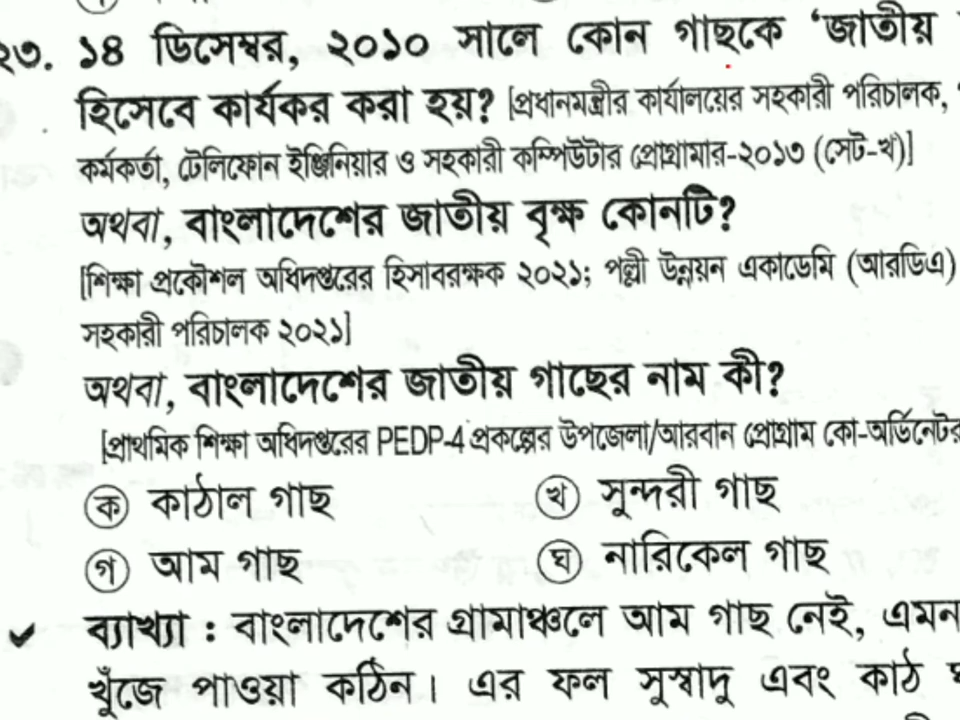 ২৩. ১৪ ডিসেম্বর, ২০১০ সালে কোন গাছকে ‘জাতীয়
হিসেবে কার্যকর করা হয়? [প্রধানমন্ত্রীর কার্যালয়ের সহকারী পরিচালক,
কর্মকর্তা, টেলিফোন ইঞ্জিনিয়ার ও সহকারী কম্পিউটার প্রোগ্রামার-২০১৩ (সেট-খ)]
অথবা, বাংলাদেশের জাতীয় বৃক্ষ কোনটি?
[শিক্ষা প্রকৌশল অধিদপ্তরের হিসাবরক্ষক ২০২১; পল্লী উন্নয়ন একাডেমি (আরডিএ)
সহকারী পরিচালক ২০২১]
অথবা, বাংলাদেশের জাতীয় গাছের নাম কী?
[প্রাথমিক শিক্ষা অধিদপ্তরের PEDP-4 প্রকল্পের উপজেলা/আরবান প্রোগ্রাম কো-অর্ডিনেটর
ক কাঠাল গাছ খ সুন্দরী গাছ
গ আম গাছ ঘ নারিকেল গাছ
ব্যাখ্যা : বাংলাদেশের গ্রামাঞ্চলে আম গাছ নেই, এমন
খুঁজে পাওয়া কঠিন। এর ফল সুস্বাদু এবং কাঠ